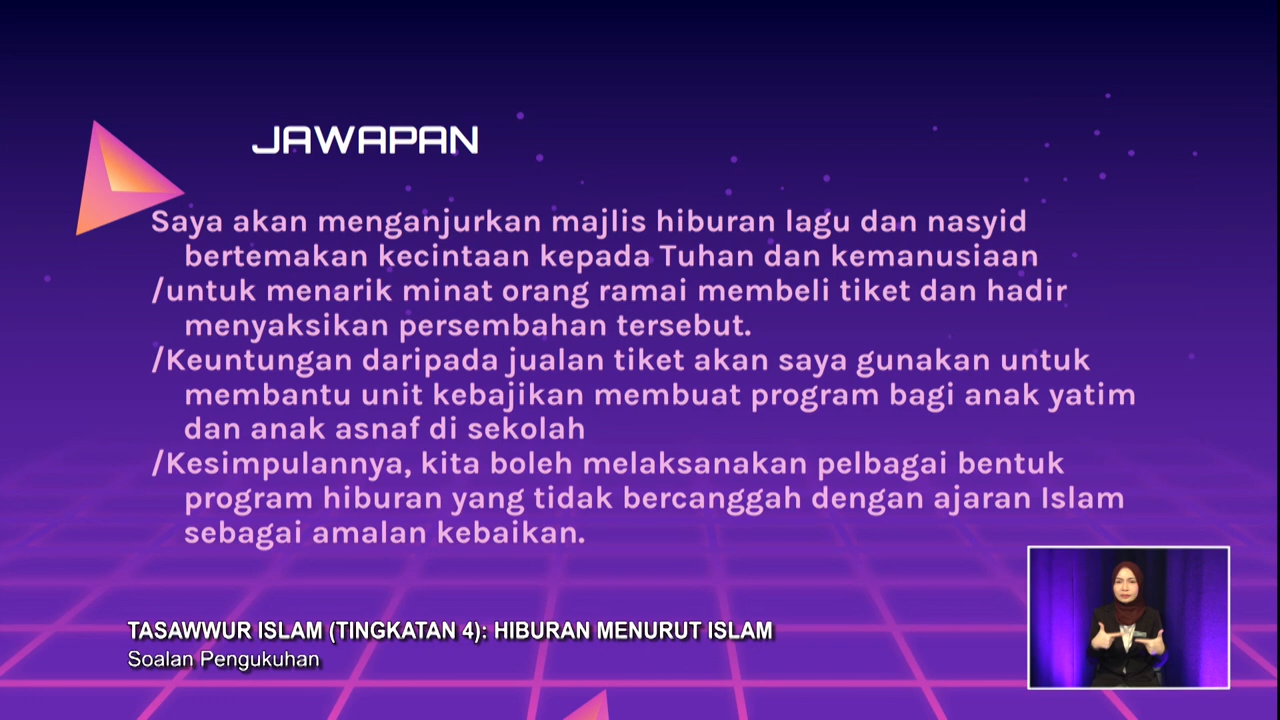 JAWAPAN
Saya akan menganjurkan majlis hiburan lagu dan nasyid
bertemakan kecintaan kepada Tuhan dan kemanusiaan
/untuk menarik minat orang ramai membeli tiket dan hadir
menyaksikan persembahan tersebut.
/Keuntungan daripada jualan tiket akan saya gunakan untuk
membantu unit kebajikan membuat program bagi anak yatim
dan anak asnaf di sekolah
/Kesimpulannya, kita boleh melaksanakan pelbagai bentuk
program hiburan yang tidak bercanggah dengan ajaran Islam
sebagai amalan kebaikan.
TASAWWUR ISLAM (TINGKATAN 4): HIBURAN MENURUT ISLAM
Soalan Pengukuhan